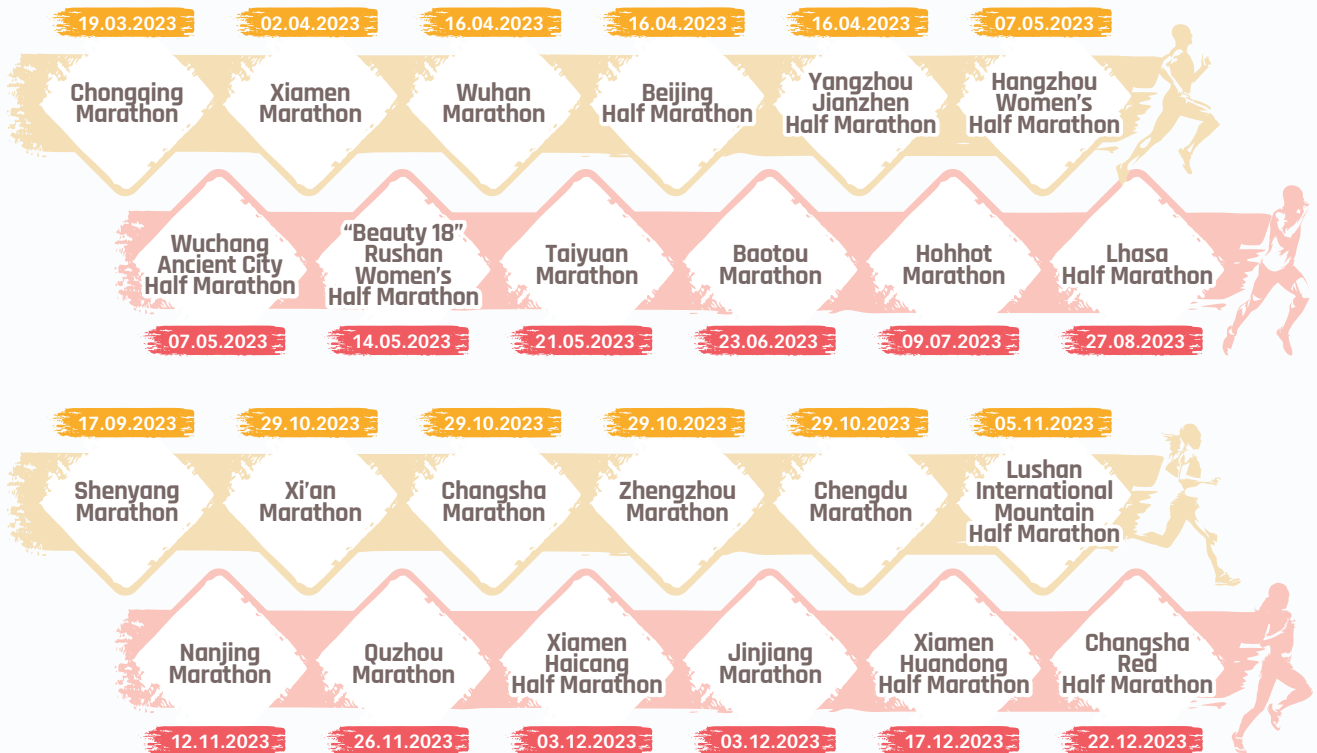 19.03.2023
02.04.2023
16.04.2023
16.04.2023
16.04.2023
07.05.2023
Chongqing
Marathon
Xiamen
Marathon
Wuhan
Marathon
Beijing
Half Marathon
Yangzhou
Jianzhen
Half Marathon
Hangzhou
Women's
Half Marathon
Wuchang
Ancient City
Half Marathon
“Beauty 18”
Rushan
Women's
Half Marathon
Taiyuan
Marathon
Baotou
Marathon
Hohhot
Marathon
Lhasa
Half Marathon
07.05.2023
14.05.2023
21.05.2023
23.06.2023
09.07.2023
27.08.2023
17.09.2023
29.10.2023
29.10.2023
29.10.2023
29.10.2023
05.11.2023
Shenyang
Marathon
Xi'an
Marathon
Changsha
Marathon
Zhengzhou
Marathon
Chengdu
Marathon
Lushan
International
Mountain
Half Marathon
Nanjing
Marathon
Quzhou
Marathon
Xiamen
Haicang
Half Marathon
Jinjiang
Marathon
Xiamen
Huandong
Half Marathon
Changsha
Red
Half Marathon
12.11.2023
26.11.2023
03.12.2023
03.12.2023
17.12.2023
22.12.2023